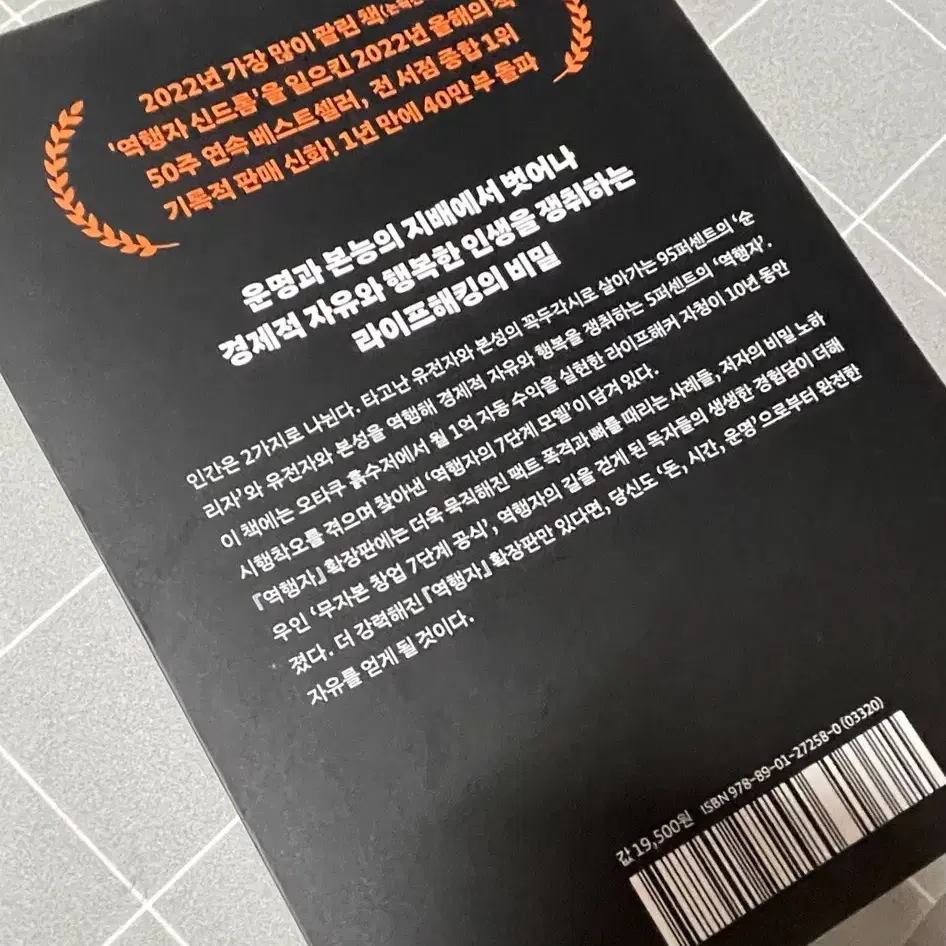 2022년 가장 많이 팔린 책
'역행자 신드롬'을 일으킨 2022년 올해의 책
50주 연속 베스트셀러, 전 서점 종합 1위
기록적 판매 신화! 1년 만에 40만 부 돌파
운명과 본능의 지배에서 벗어나
경제적 자유와 행복한 인생을 쟁취하는
라이프해킹의 비밀
인간은 2가지로 나뉜다. 타고난 유전자와 본성의 꼭두각시로 살아가는 95퍼센트의 '순
리자'와 유전자와 본성을 역행해 경제적 자유와 행복을 쟁취하는 5퍼센트의 '역행자'.
이 책에는 오타쿠 흙수저에서 월 1억 자동 수익을 실현한 라이프해커 자청이 10년 동안
시행착오를 겪으며 찾아낸 '역행자의 7단계 모델'이 담겨 있다.
『역행자』 확장판에는 더욱 묵직해진 팩트 폭격과 뼈를 때리는 사례들, 저자의 비밀 노하
우인 '무자본 창업 7단계 공식', 역행자의 길을 걷게 된 독자들의 생생한 경험담이 더해
졌다. 더 강력해진 『역행자』 확장판만 있다면, 당신도 '돈, 시간, 운명'으로부터 완전한
자유를 얻게 될 것이다.
값 19,500원 ISBN 978-89-01-27258-0 (03320)